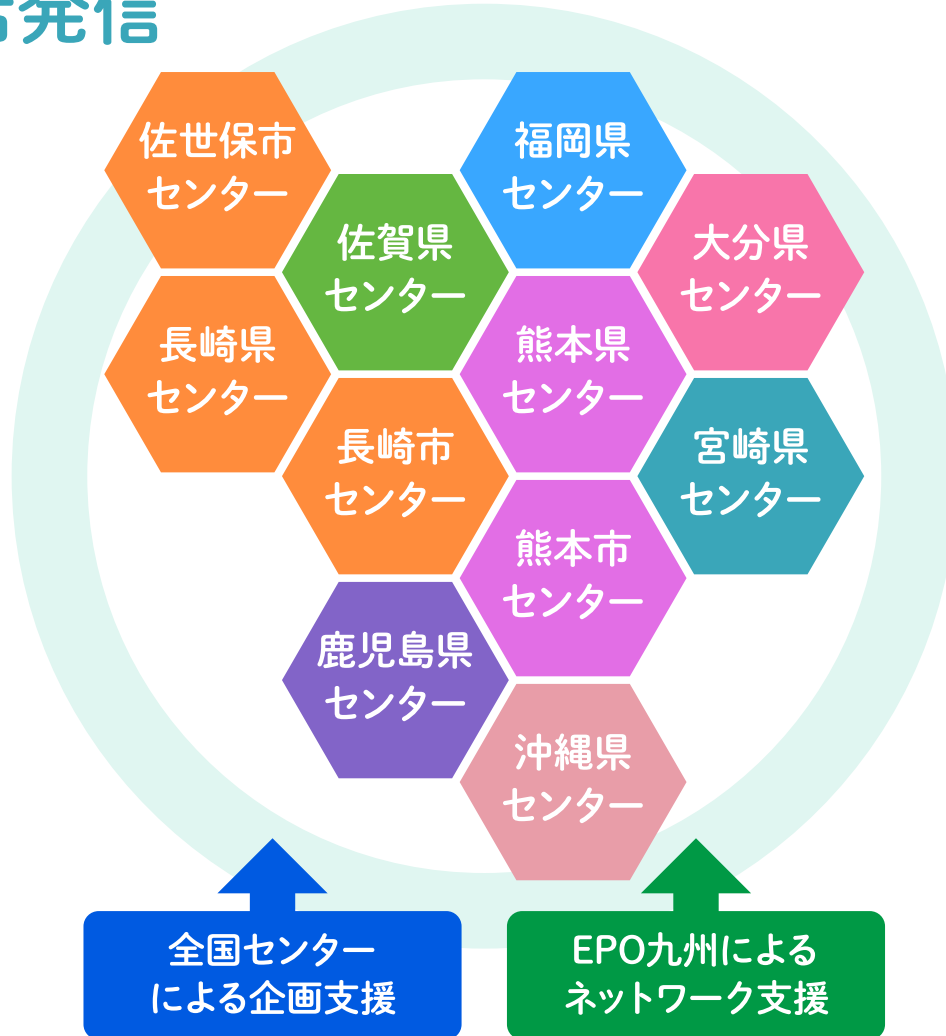 発信
佐世保市
センター
福岡県
センター
佐賀県
センター
大分県
センター
長崎県
センター
熊本県
センター
長崎市
センター
宮崎県
センター
熊本市
センター
鹿児島県
センター
沖縄県
センター
全国センター
による企画支援
EPO九州による
ネットワーク支援